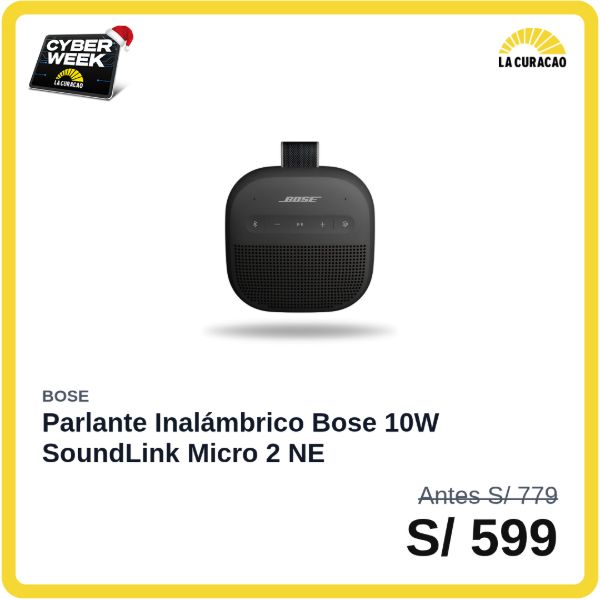 CYBER
WEEK
LA CURACAO
LA CURACAO
BOSE
BOSE
Parlante Inalámbrico Bose 10W
SoundLink Micro 2 NE
Antes S/ 779
S/ 599